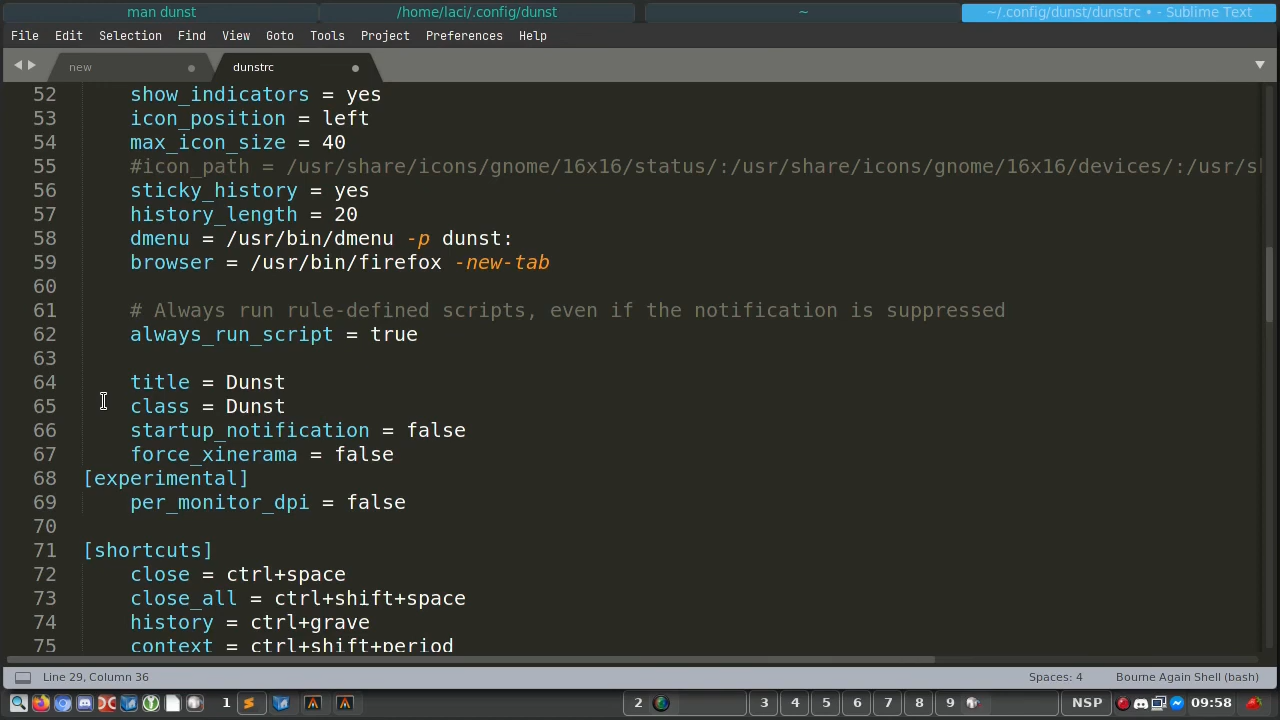 man dunst
/home/laci/.config/dunst
~
~/.config/dunst/dunstrc • - Sublime Text
File Edit Selection Find View Goto Tools Project Preferences Help
new dunstrc
52 show_indicators = yes
53 icon_position = left
54 max_icon_size = 40
55 #icon_path = /usr/share/icons/gnome/16x16/status/:/usr/share/icons/gnome/16x16/devices/:/usr/sh
56 sticky_history = yes
57 history_length = 20
58 dmenu = /usr/bin/dmenu -p dunst:
59 browser = /usr/bin/firefox -new-tab
60
61 # Always run rule-defined scripts, even if the notification is suppressed
62 always_run_script = true
63
64 title = Dunst
65 class = Dunst
66 startup_notification = false
67 force_xinerama = false
68 [experimental]
69 per_monitor_dpi = false
70
71 [shortcuts]
72 close = ctrl+space
73 close_all = ctrl+shift+space
74 history = ctrl+grave
75 context = ctrl+shift+period
Line 29, Column 36 Spaces: 4 Bourne Again Shell (bash)
1 2 3 4 5 6 7 8 9 NSP 09:58